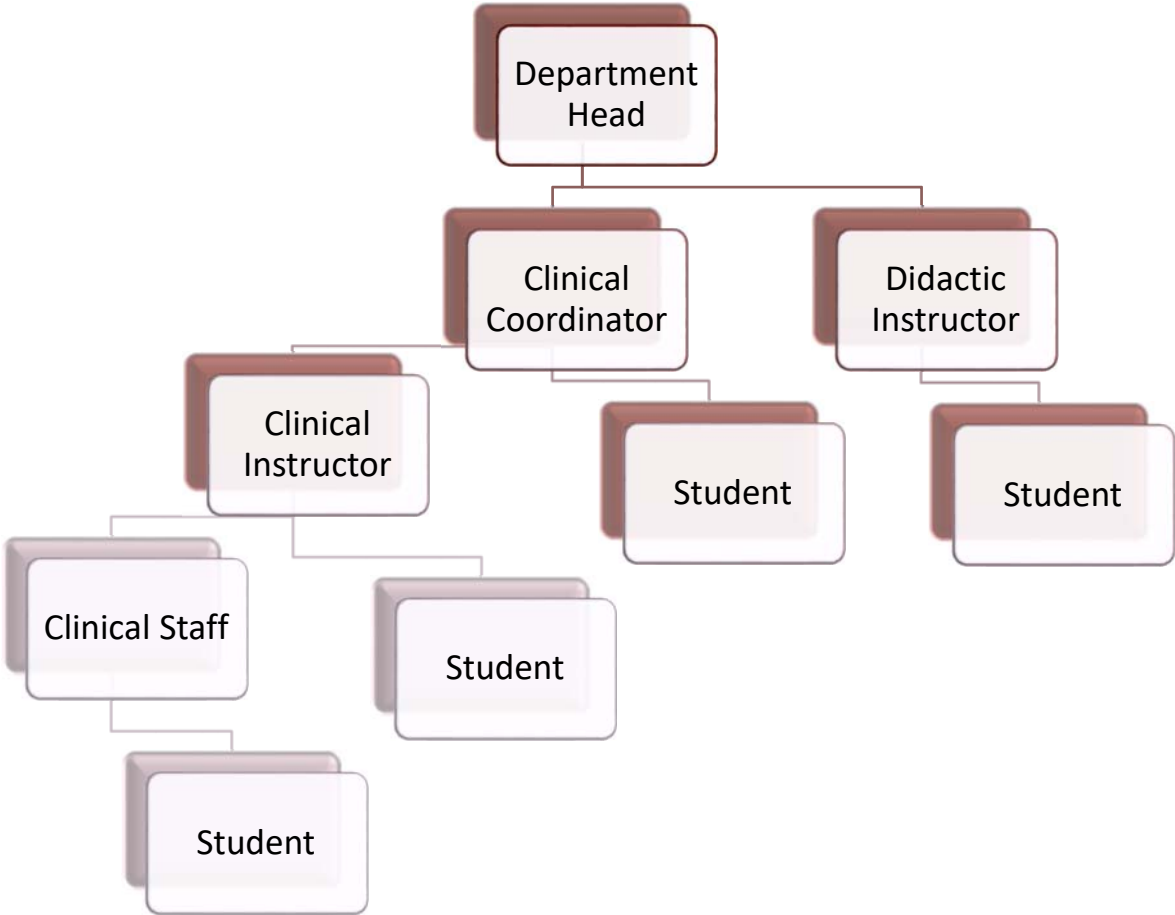 Department
Head
Clinical
Coordinator
Didactic
Instructor
Clinical
Instructor
Student
Student
Clinical Staff
Student
Student